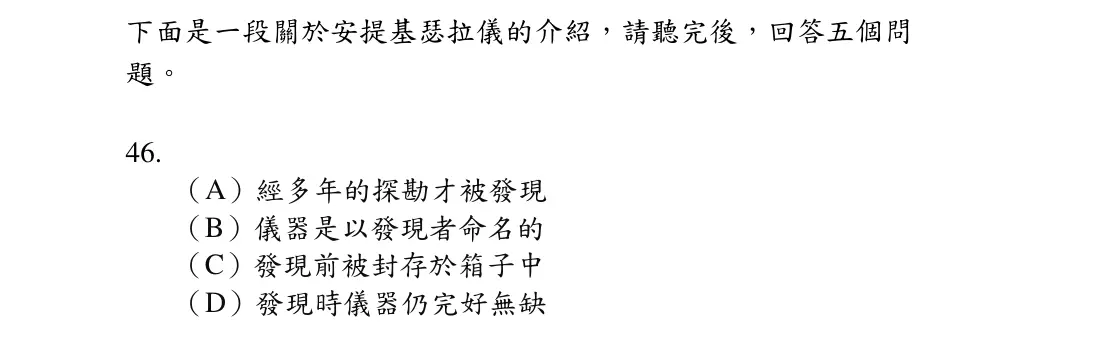 下面是一段關於安提基瑟拉儀的介紹，請聽完後，回答五個問
題。
46.
（A）經多年的探勘才被發現
（B）儀器是以發現者命名的
（C）發現前被封存於箱子中
（D）發現時儀器仍完好無缺